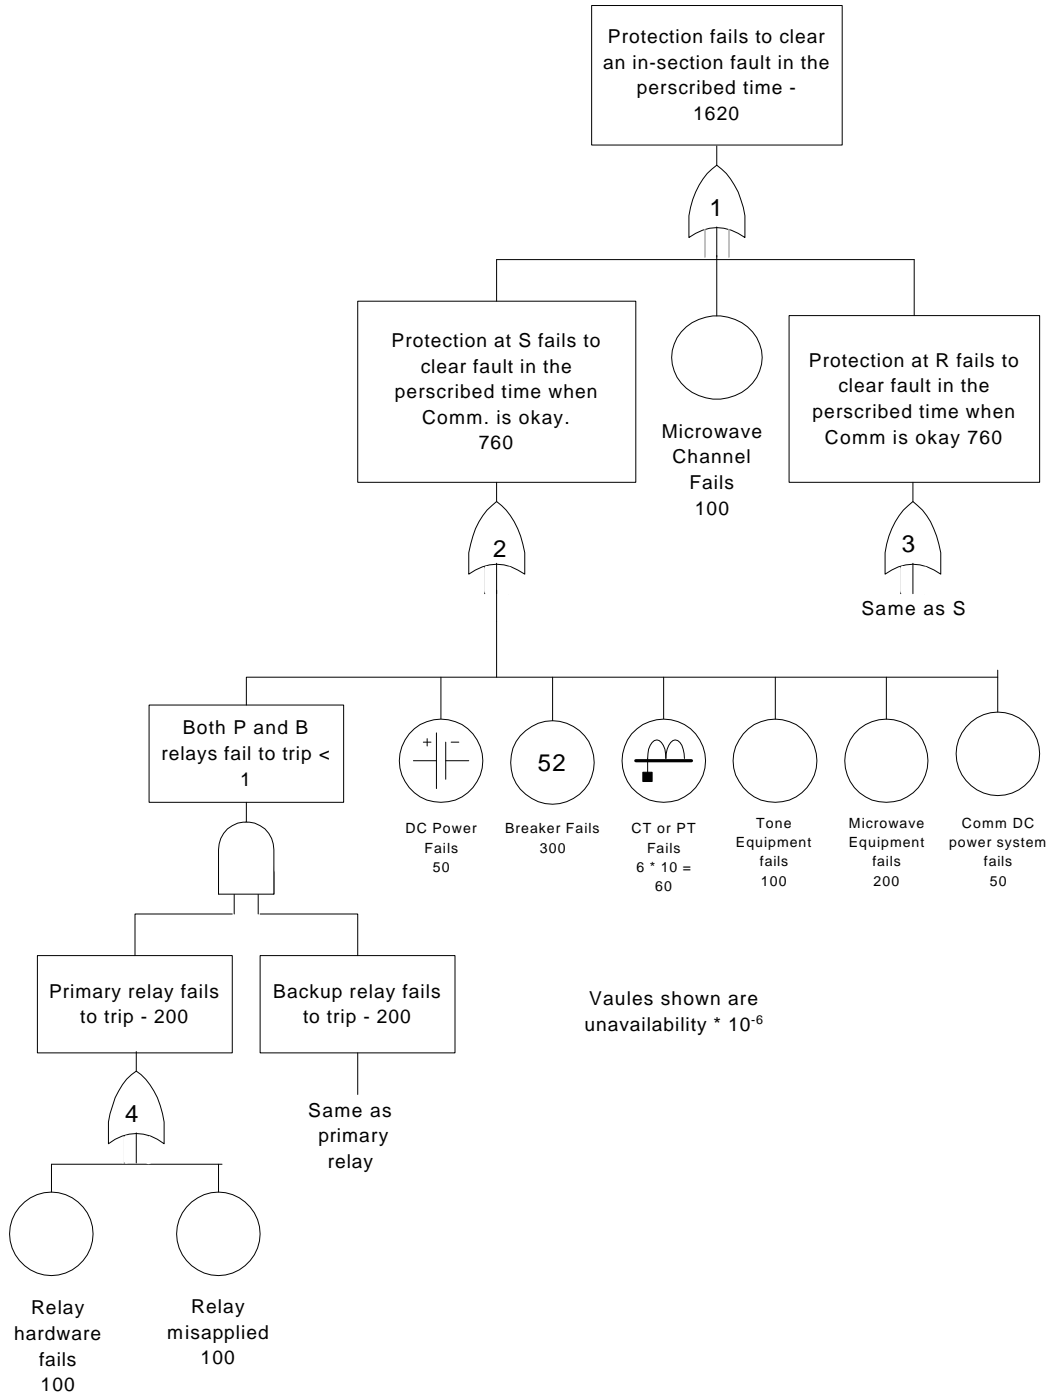 Protection fails to clear
an in-section fault in the
perscribed time -
1620
1
Protection at S fails to
clear fault in the
perscribed time when
Comm. is okay.
760
Microwave
Channel
Fails
100
Protection at R fails to
clear fault in the
perscribed time when
Comm is okay 760
2
3
Same as S
Both P and B
relays fail to trip <
1
+ −
DC Power
Fails
50
52
Breaker Fails
300
CT or PT
Fails
6 * 10 =
60
Tone
Equipment
fails
100
Microwave
Equipment
fails
200
Comm DC
power system
fails
50
Primary relay fails
to trip - 200
Backup relay fails
to trip - 200
Vaules shown are
unavailability * 10⁻⁶
4
Same as
primary
relay
Relay
hardware
fails
100
Relay
misapplied
100